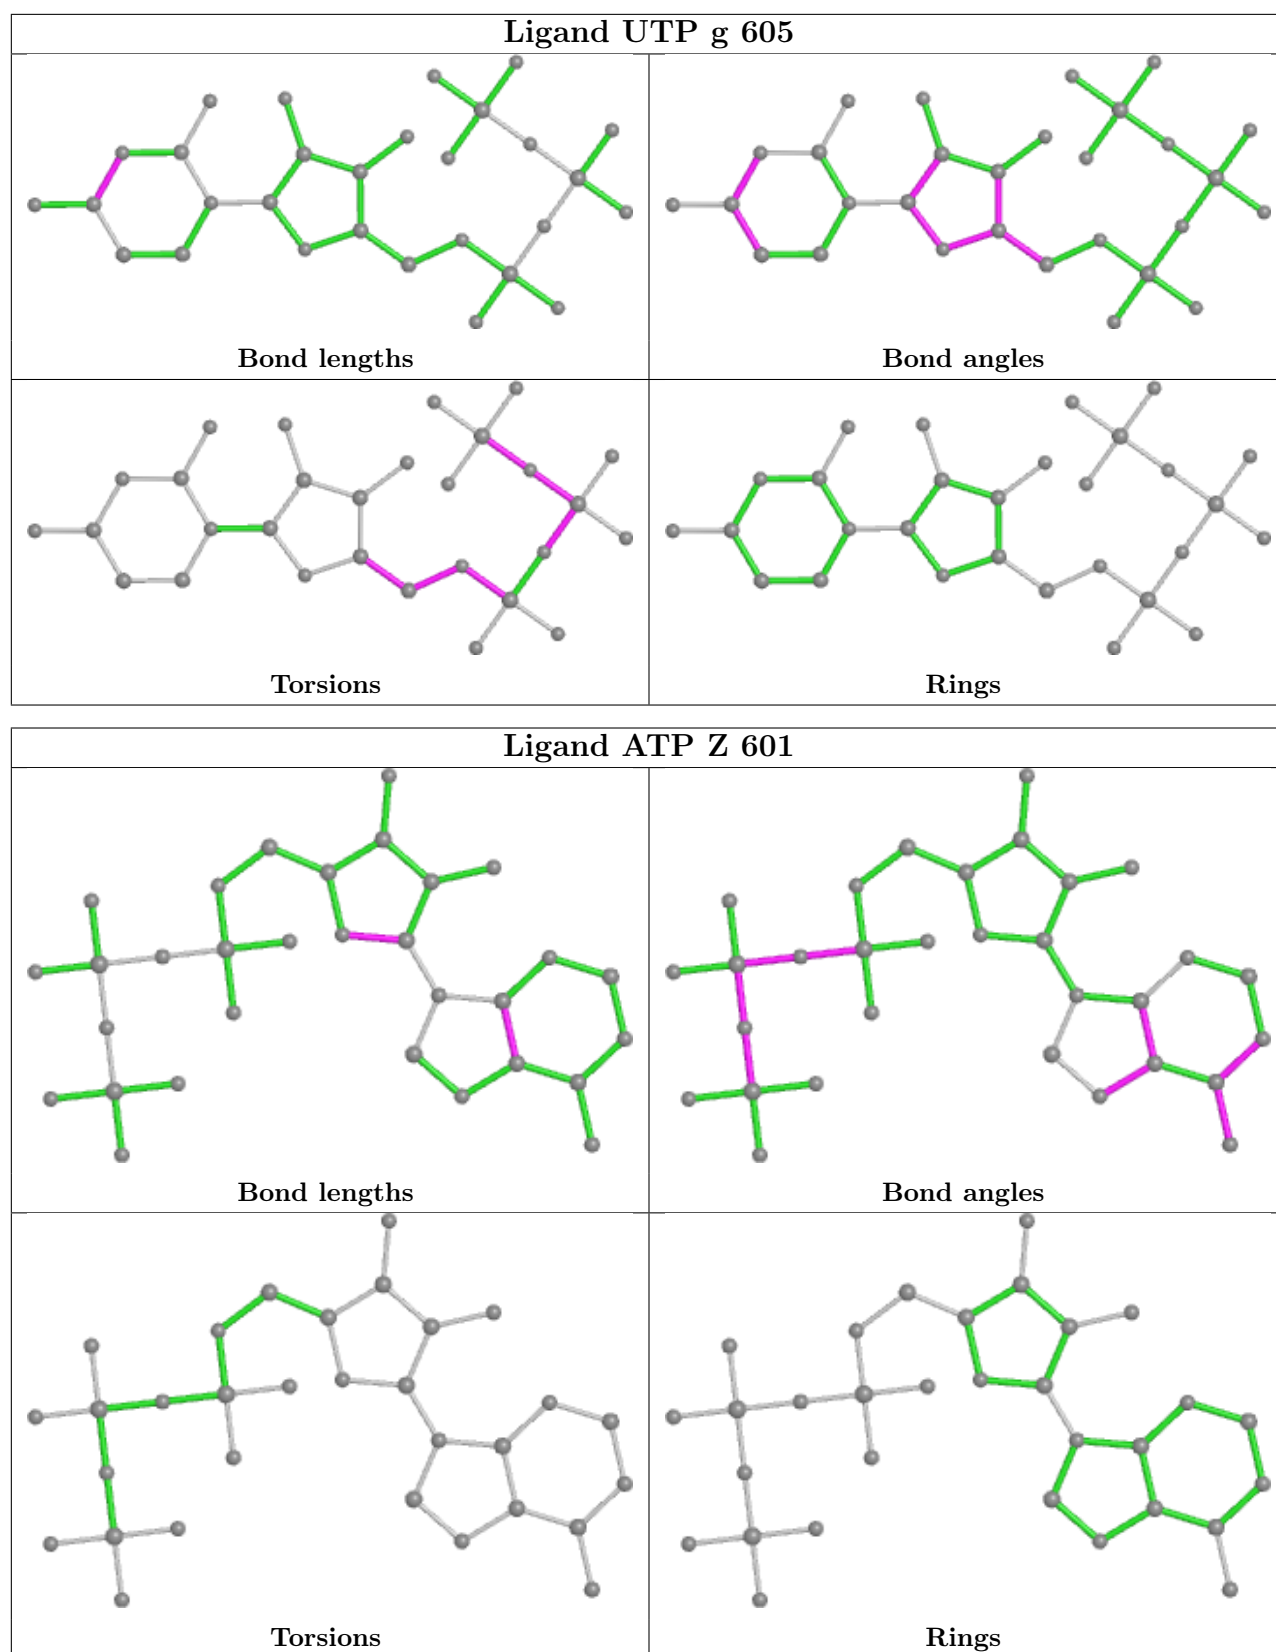 Ligand UTP g 605
Bond lengths
Bond angles
Torsions
Rings
Ligand ATP Z 601
Bond lengths
Bond angles
Torsions
Rings